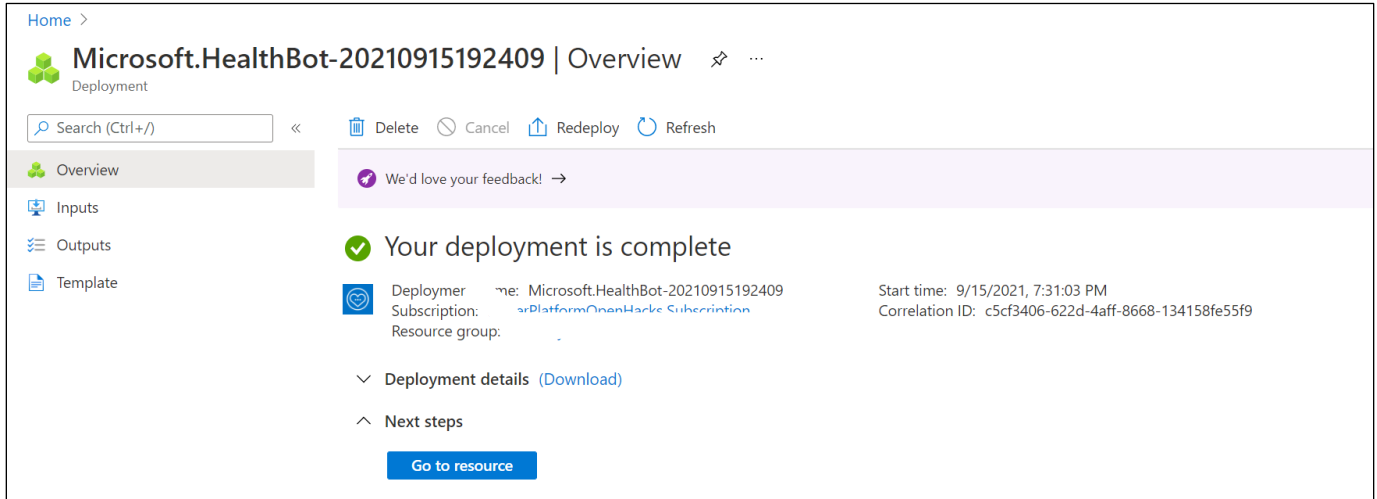 Home >
Microsoft.HealthBot-20210915192409 | Overview
Deployment
Search (Ctrl+/)
Delete Cancel Redeploy Refresh
Overview
We'd love your feedback! →
Inputs
Outputs
Template
Your deployment is complete
Microsoft.HealthBot-20210915192409 Start time: 9/15/2021, 7:31:03 PM
Subscription: Correlation ID: c5cf3406-622d-4aff-8668-134158fe55f9
Resource group:
Deployment details (Download)
Next steps
Go to resource